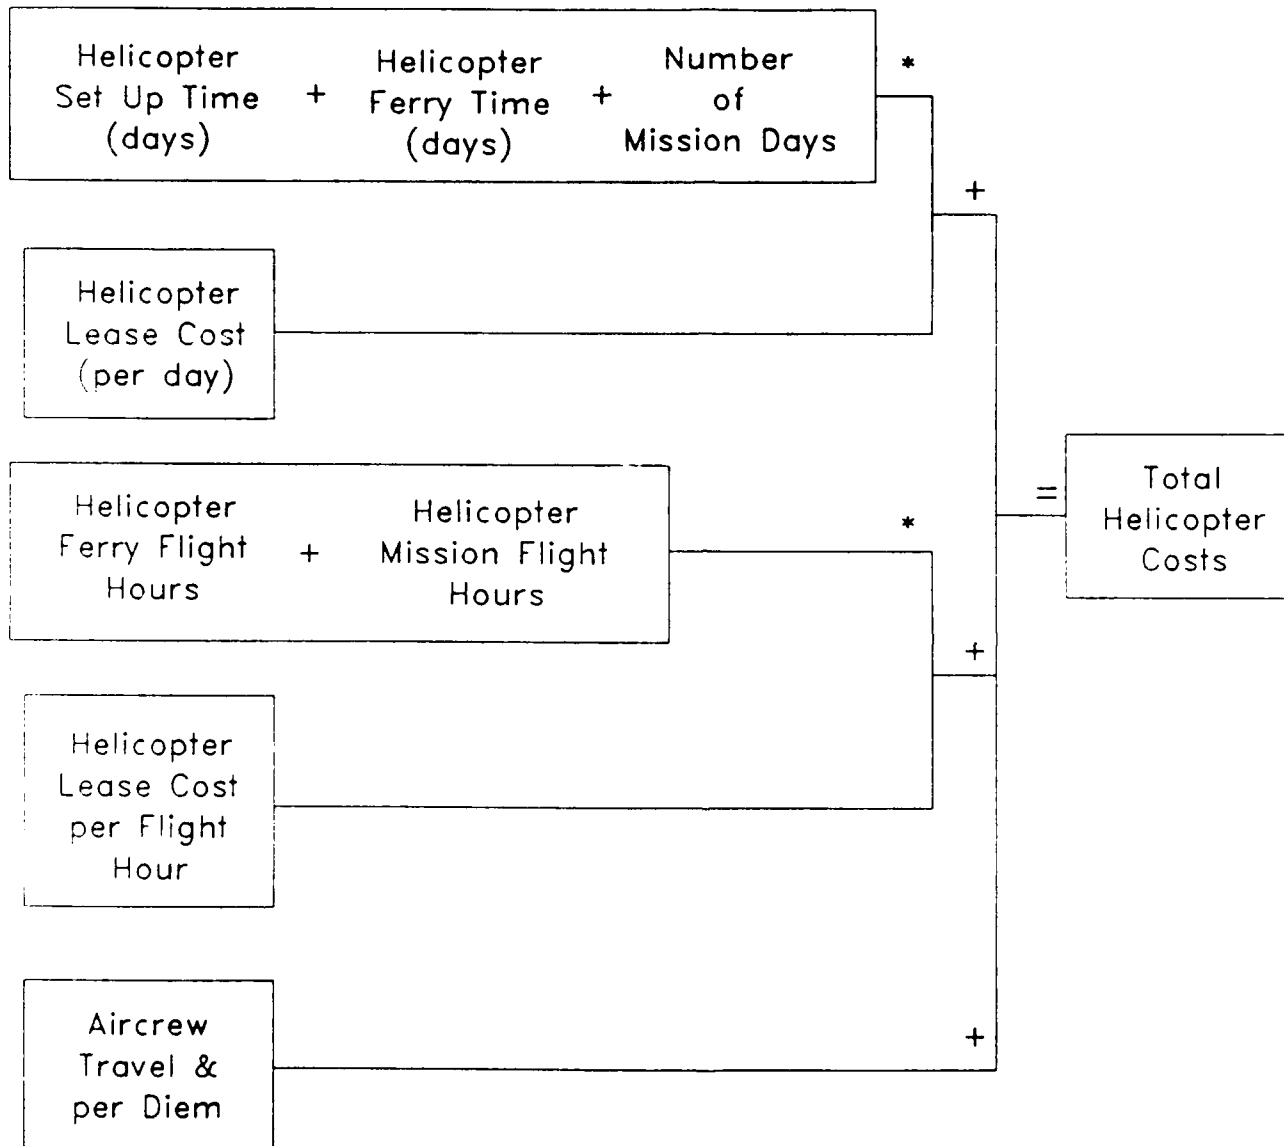 Helicopter
Set Up Time
(days)
+
Helicopter
Ferry Time
(days)
+
Number
of
Mission Days
*
+
Helicopter
Lease Cost
(per day)
Helicopter
Ferry Flight
Hours
+
Helicopter
Mission Flight
Hours
*
=
Total
Helicopter
Costs
+
Helicopter
Lease Cost
per Flight
Hour
Aircrew
Travel &
per Diem
+